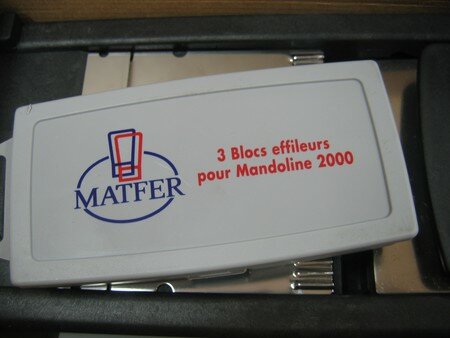 MATFER
3 Blocs effileurs
pour Mandoline 2000